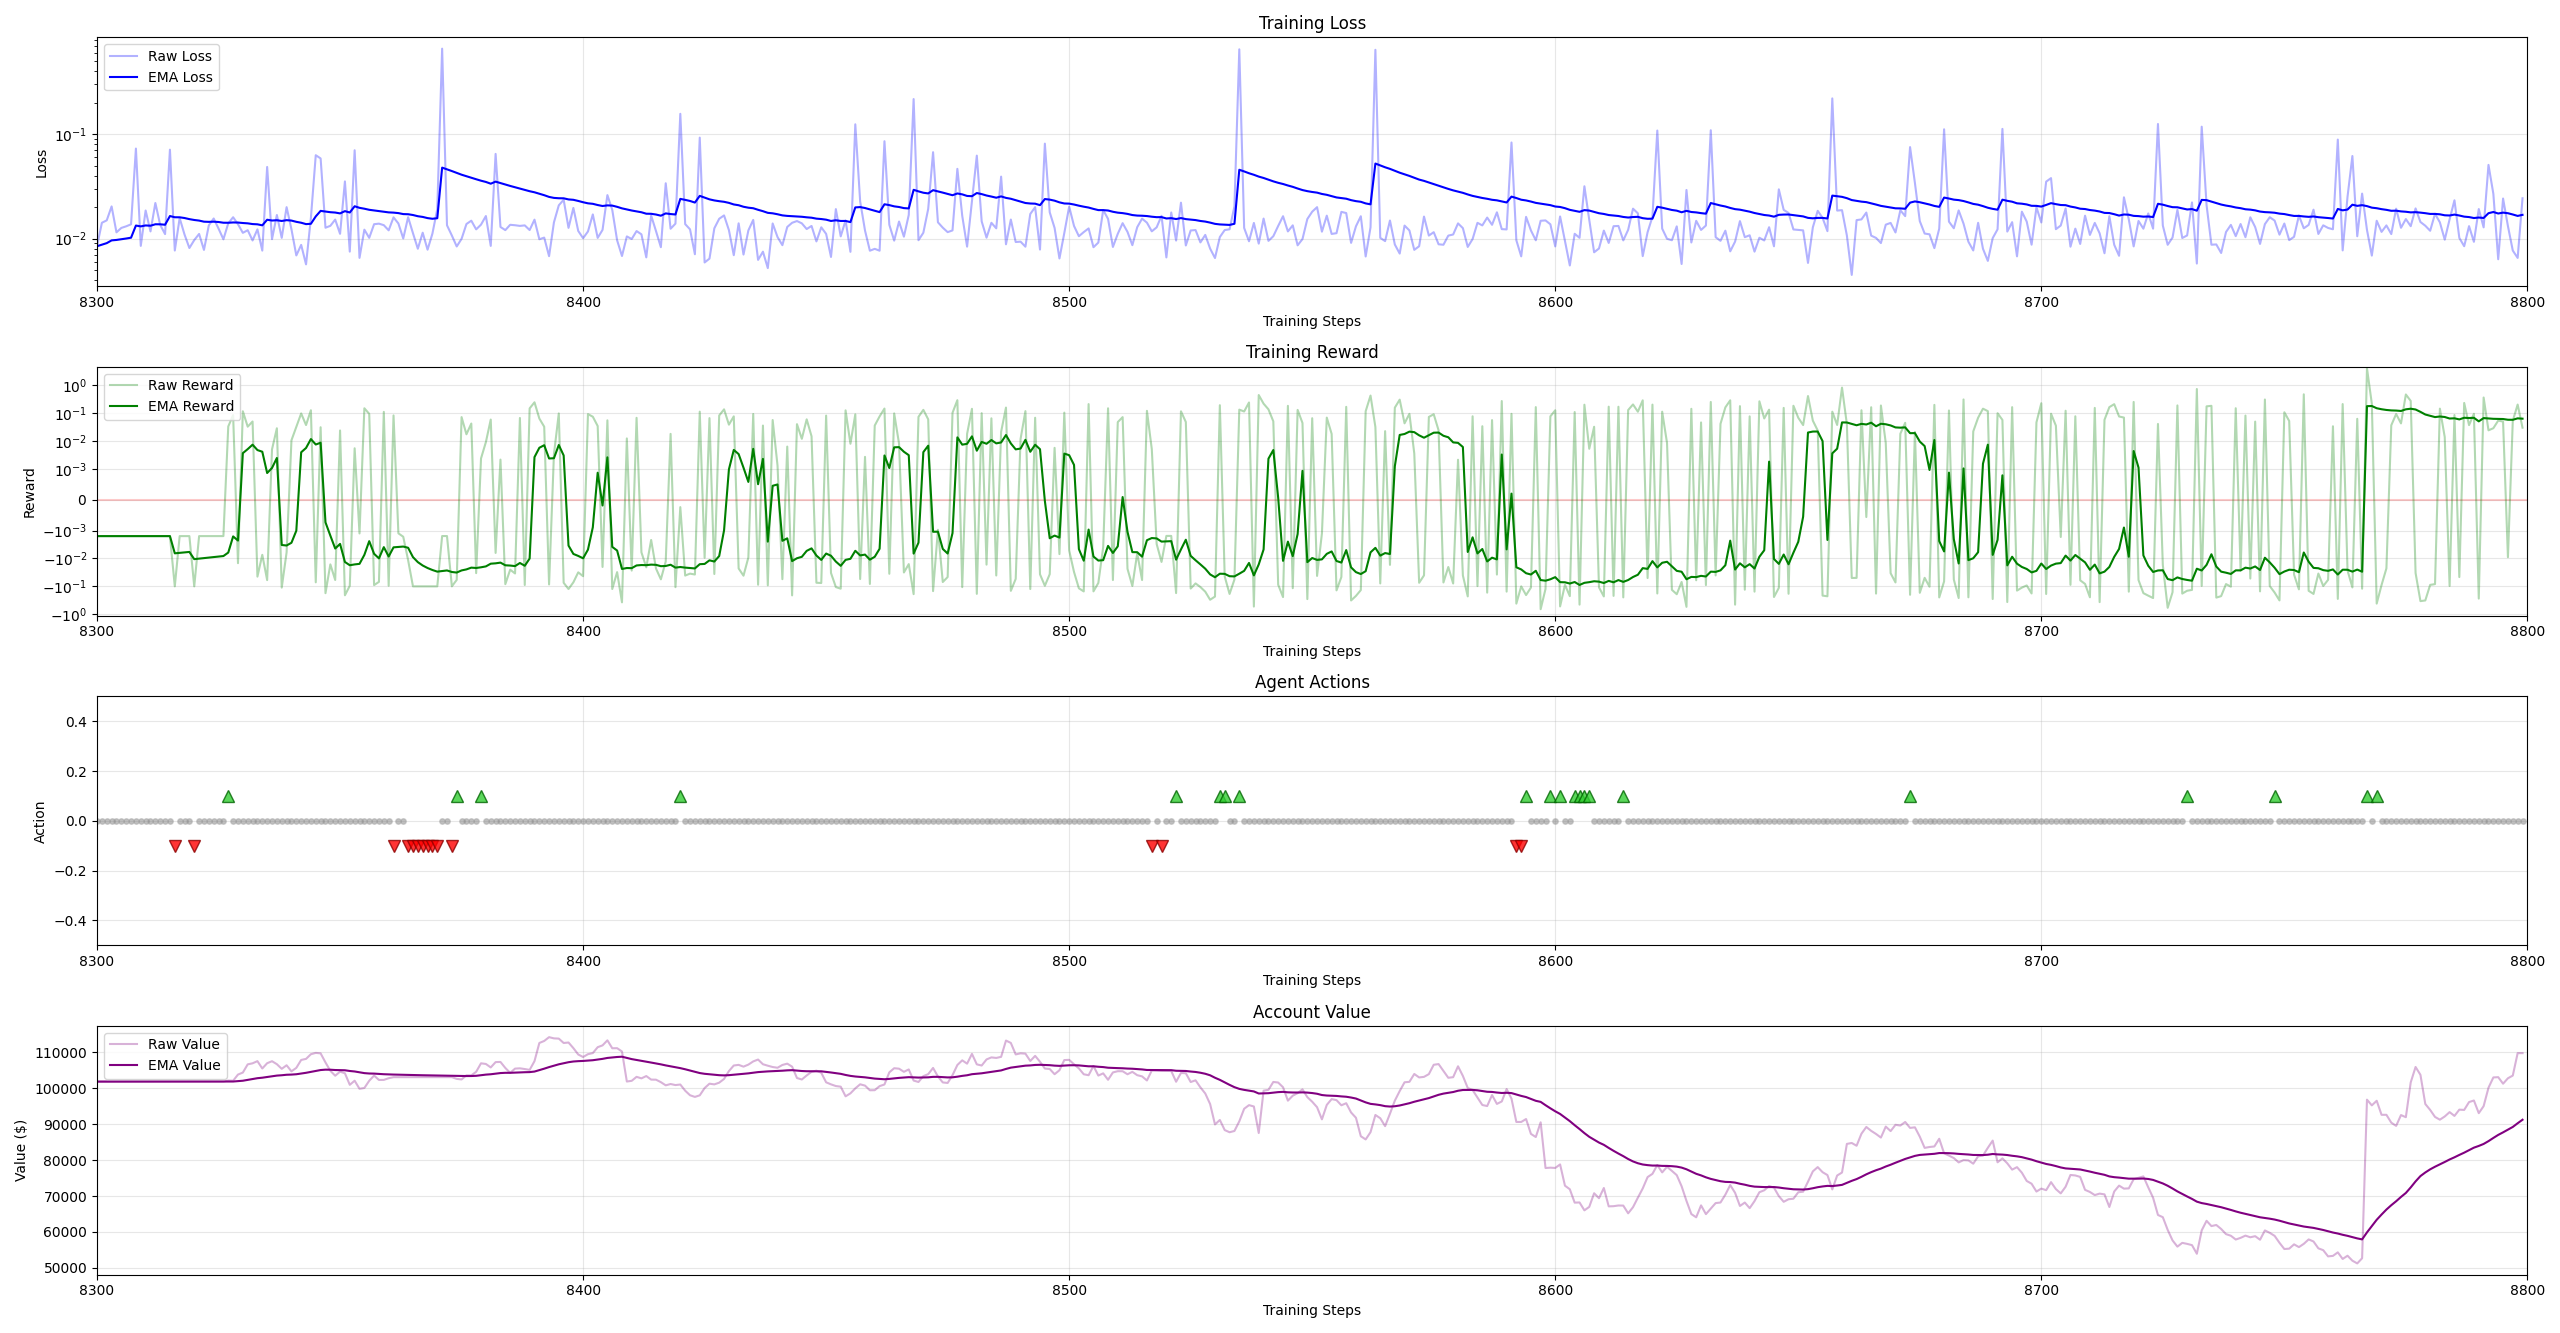 Training Loss
Raw Loss
EMA Loss
Loss
10⁻¹
10⁻²
8300 8400 8500 8600 8700 8800
Training Steps
Training Reward
Raw Reward
EMA Reward
Reward
10⁰
10⁻¹
10⁻²
10⁻³
0
−10⁻³
−10⁻²
−10⁻¹
−10⁰
8300 8400 8500 8600 8700 8800
Training Steps
Agent Actions
Action
0.4
0.2
0.0
−0.2
−0.4
8300 8400 8500 8600 8700 8800
Training Steps
Account Value
Raw Value
EMA Value
Value ($)
110000
100000
90000
80000
70000
60000
50000
8300 8400 8500 8600 8700 8800
Training Steps